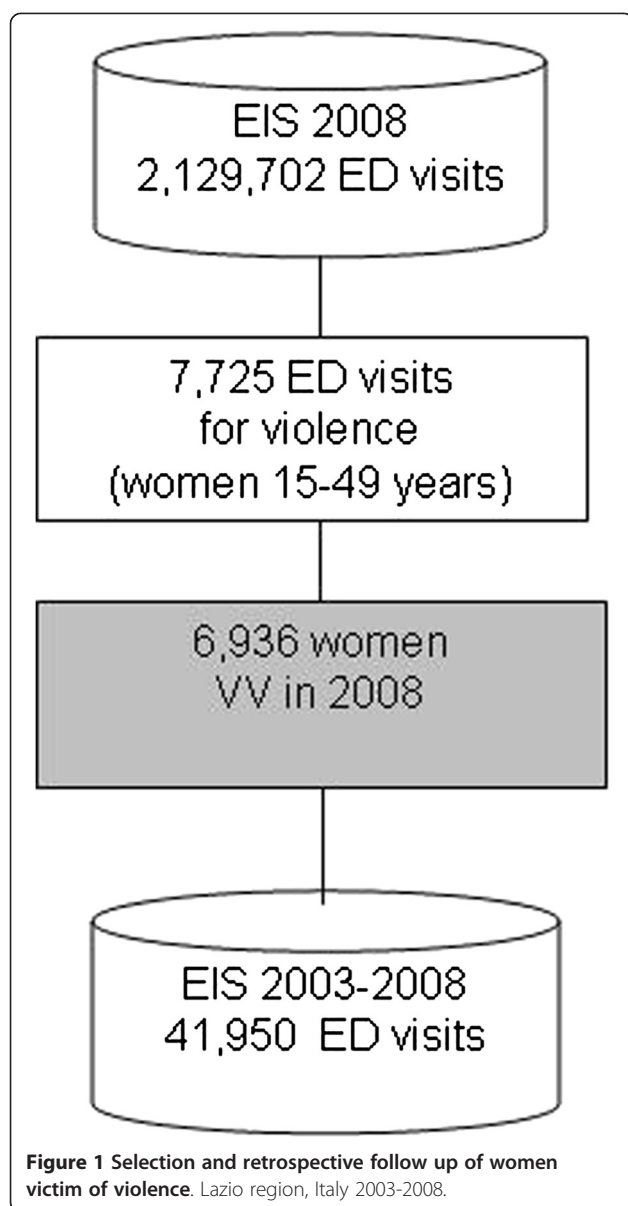 EIS 2008
2,129,702 ED visits
7,725 ED visits
for violence
(women 15-49 years)
6,936 women
VV in 2008
EIS 2003-2008
41,950 ED visits
Figure 1 Selection and retrospective follow up of women
victim of violence. Lazio region, Italy 2003-2008.